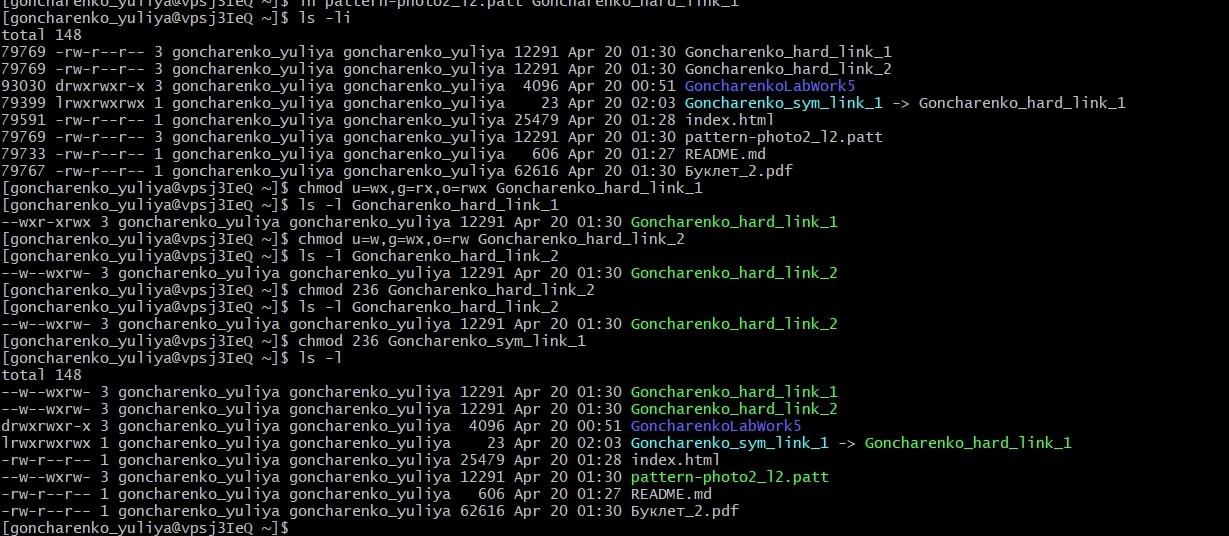 [goncharenko_yuliya@vpsj3IeQ ~]$ ln pattern-photo2_l2.patt Goncharenko_hard_link_1
[goncharenko_yuliya@vpsj3IeQ ~]$ ls -li
total 148
79769 -rw-r--r-- 3 goncharenko_yuliya goncharenko_yuliya 12291 Apr 20 01:30 Goncharenko_hard_link_1
79769 -rw-r--r-- 3 goncharenko_yuliya goncharenko_yuliya 12291 Apr 20 01:30 Goncharenko_hard_link_2
93030 drwxrwxr-x 3 goncharenko_yuliya goncharenko_yuliya  4096 Apr 20 00:51 GoncharenkoLabWork5
79399 lrwxrwxrwx 1 goncharenko_yuliya goncharenko_yuliya    23 Apr 20 02:03 Goncharenko_sym_link_1 -> Goncharenko_hard_link_1
79591 -rw-r--r-- 1 goncharenko_yuliya goncharenko_yuliya 25479 Apr 20 01:28 index.html
79769 -rw-r--r-- 3 goncharenko_yuliya goncharenko_yuliya 12291 Apr 20 01:30 pattern-photo2_l2.patt
79733 -rw-r--r-- 1 goncharenko_yuliya goncharenko_yuliya   606 Apr 20 01:27 README.md
79767 -rw-r--r-- 1 goncharenko_yuliya goncharenko_yuliya 62616 Apr 20 01:30 Буклет_2.pdf
[goncharenko_yuliya@vpsj3IeQ ~]$ chmod u=wx,g=rx,o=rwx Goncharenko_hard_link_1
[goncharenko_yuliya@vpsj3IeQ ~]$ ls -l Goncharenko_hard_link_1
--wxr-xrwx 3 goncharenko_yuliya goncharenko_yuliya 12291 Apr 20 01:30 Goncharenko_hard_link_1
[goncharenko_yuliya@vpsj3IeQ ~]$ chmod u=w,g=wx,o=rw Goncharenko_hard_link_2
[goncharenko_yuliya@vpsj3IeQ ~]$ ls -l Goncharenko_hard_link_2
--w--wxrw- 3 goncharenko_yuliya goncharenko_yuliya 12291 Apr 20 01:30 Goncharenko_hard_link_2
[goncharenko_yuliya@vpsj3IeQ ~]$ chmod 236 Goncharenko_hard_link_2
[goncharenko_yuliya@vpsj3IeQ ~]$ ls -l Goncharenko_hard_link_2
--w--wxrw- 3 goncharenko_yuliya goncharenko_yuliya 12291 Apr 20 01:30 Goncharenko_hard_link_2
[goncharenko_yuliya@vpsj3IeQ ~]$ chmod 236 Goncharenko_sym_link_1
[goncharenko_yuliya@vpsj3IeQ ~]$ ls -l
total 148
--w--wxrw- 3 goncharenko_yuliya goncharenko_yuliya 12291 Apr 20 01:30 Goncharenko_hard_link_1
--w--wxrw- 3 goncharenko_yuliya goncharenko_yuliya 12291 Apr 20 01:30 Goncharenko_hard_link_2
drwxrwxr-x 3 goncharenko_yuliya goncharenko_yuliya  4096 Apr 20 00:51 GoncharenkoLabWork5
lrwxrwxrwx 1 goncharenko_yuliya goncharenko_yuliya    23 Apr 20 02:03 Goncharenko_sym_link_1 -> Goncharenko_hard_link_1
-rw-r--r-- 1 goncharenko_yuliya goncharenko_yuliya 25479 Apr 20 01:28 index.html
--w--wxrw- 3 goncharenko_yuliya goncharenko_yuliya 12291 Apr 20 01:30 pattern-photo2_l2.patt
-rw-r--r-- 1 goncharenko_yuliya goncharenko_yuliya   606 Apr 20 01:27 README.md
-rw-r--r-- 1 goncharenko_yuliya goncharenko_yuliya 62616 Apr 20 01:30 Буклет_2.pdf
[goncharenko_yuliya@vpsj3IeQ ~]$